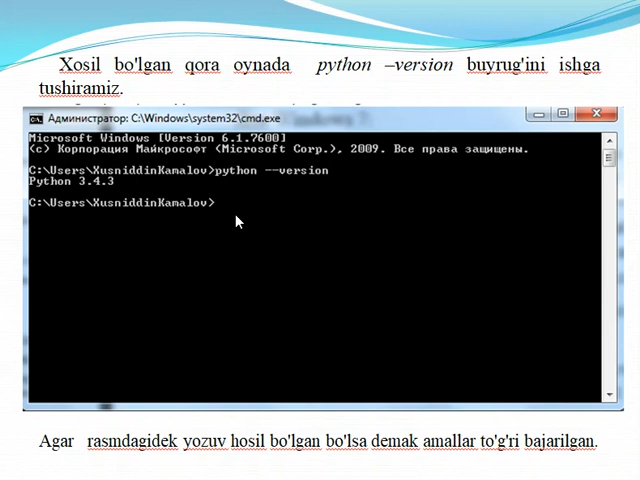 Xosil bo'lgan qora oynada python –version buyrug'ini ishga
tushiramiz.
Администратор: C:\Windows\system32\cmd.exe
Microsoft Windows [Version 6.1.7600]
(c) Корпорация Майкрософт (Microsoft Corp.), 2009. Все права защищены.
C:\Users\XusniddinKamalov>python --version
Python 3.4.3
C:\Users\XusniddinKamalov>
Agar rasmdagidek yozuv hosil bo'lgan bo'lsa demak amallar to'g'ri bajarilgan.